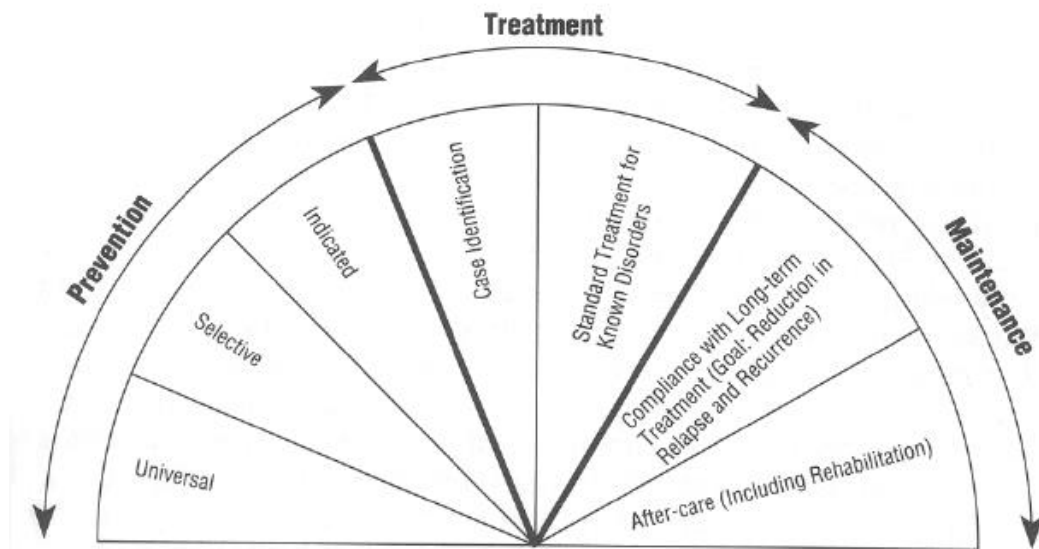 Treatment
Prevention
Maintenance
Universal
Selective
Indicated
Case Identification
Standard Treatment for
Known Disorders
Compliance with Long-term
Treatment (Goal: Reduction in
Relapse and Recurrence)
After-care (Including Rehabilitation)